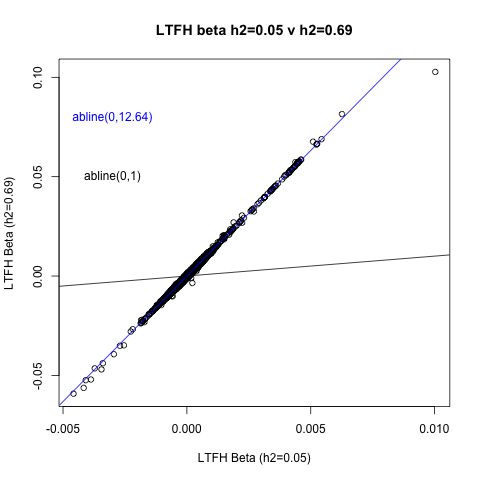 LTFH beta h2=0.05 v h2=0.69
0.10
abline(0,12.64)
abline(0,1)
0.05
0.00
-0.05
LTFH Beta (h2=0.69)
-0.005
0.000
0.005
0.010
LTFH Beta (h2=0.05)